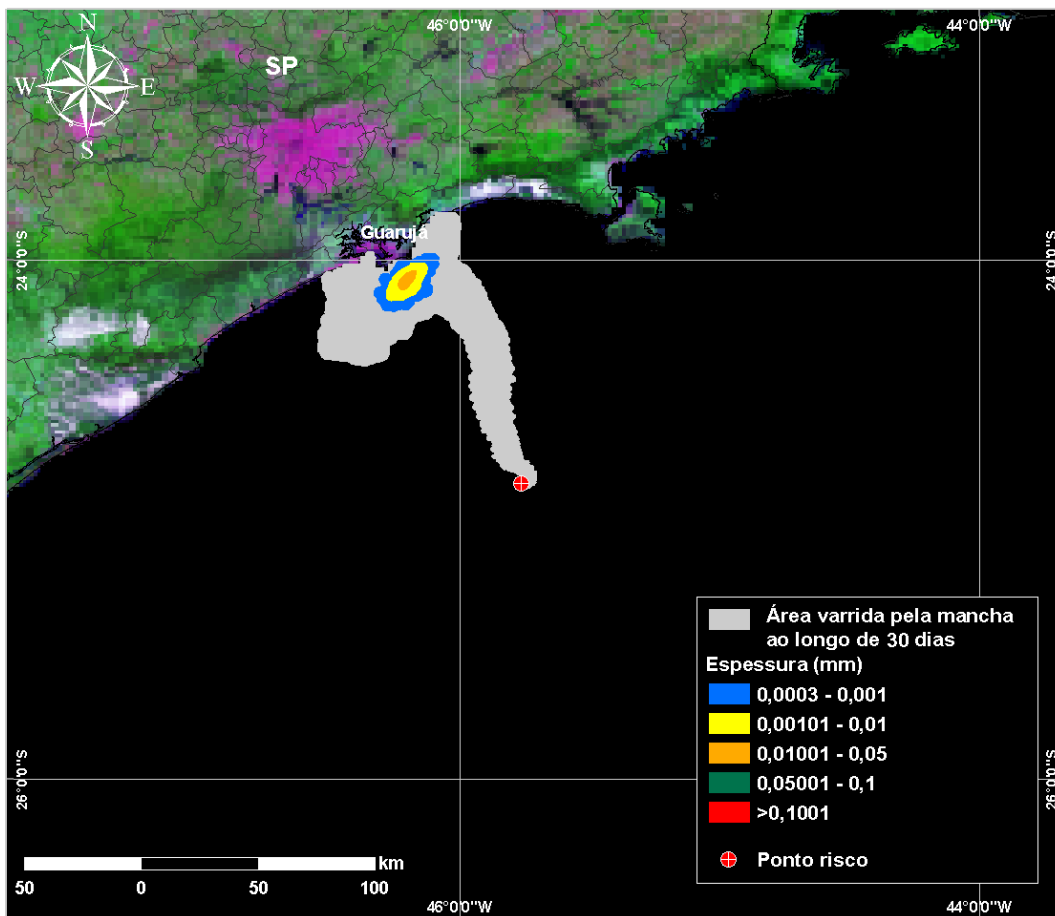 46°0'0"W
44°0'0"W
N
W
E
S
SP
Guarujá
24°0'0"S
24°0'0"S
26°0'0"S
26°0'0"S
Área varrida pela mancha
ao longo de 30 dias
Espessura (mm)
0,0003 - 0,001
0,00101 - 0,01
0,01001 - 0,05
0,05001 - 0,1
>0,1001
Ponto risco
km
50 0 50 100
46°0'0"W
44°0'0"W